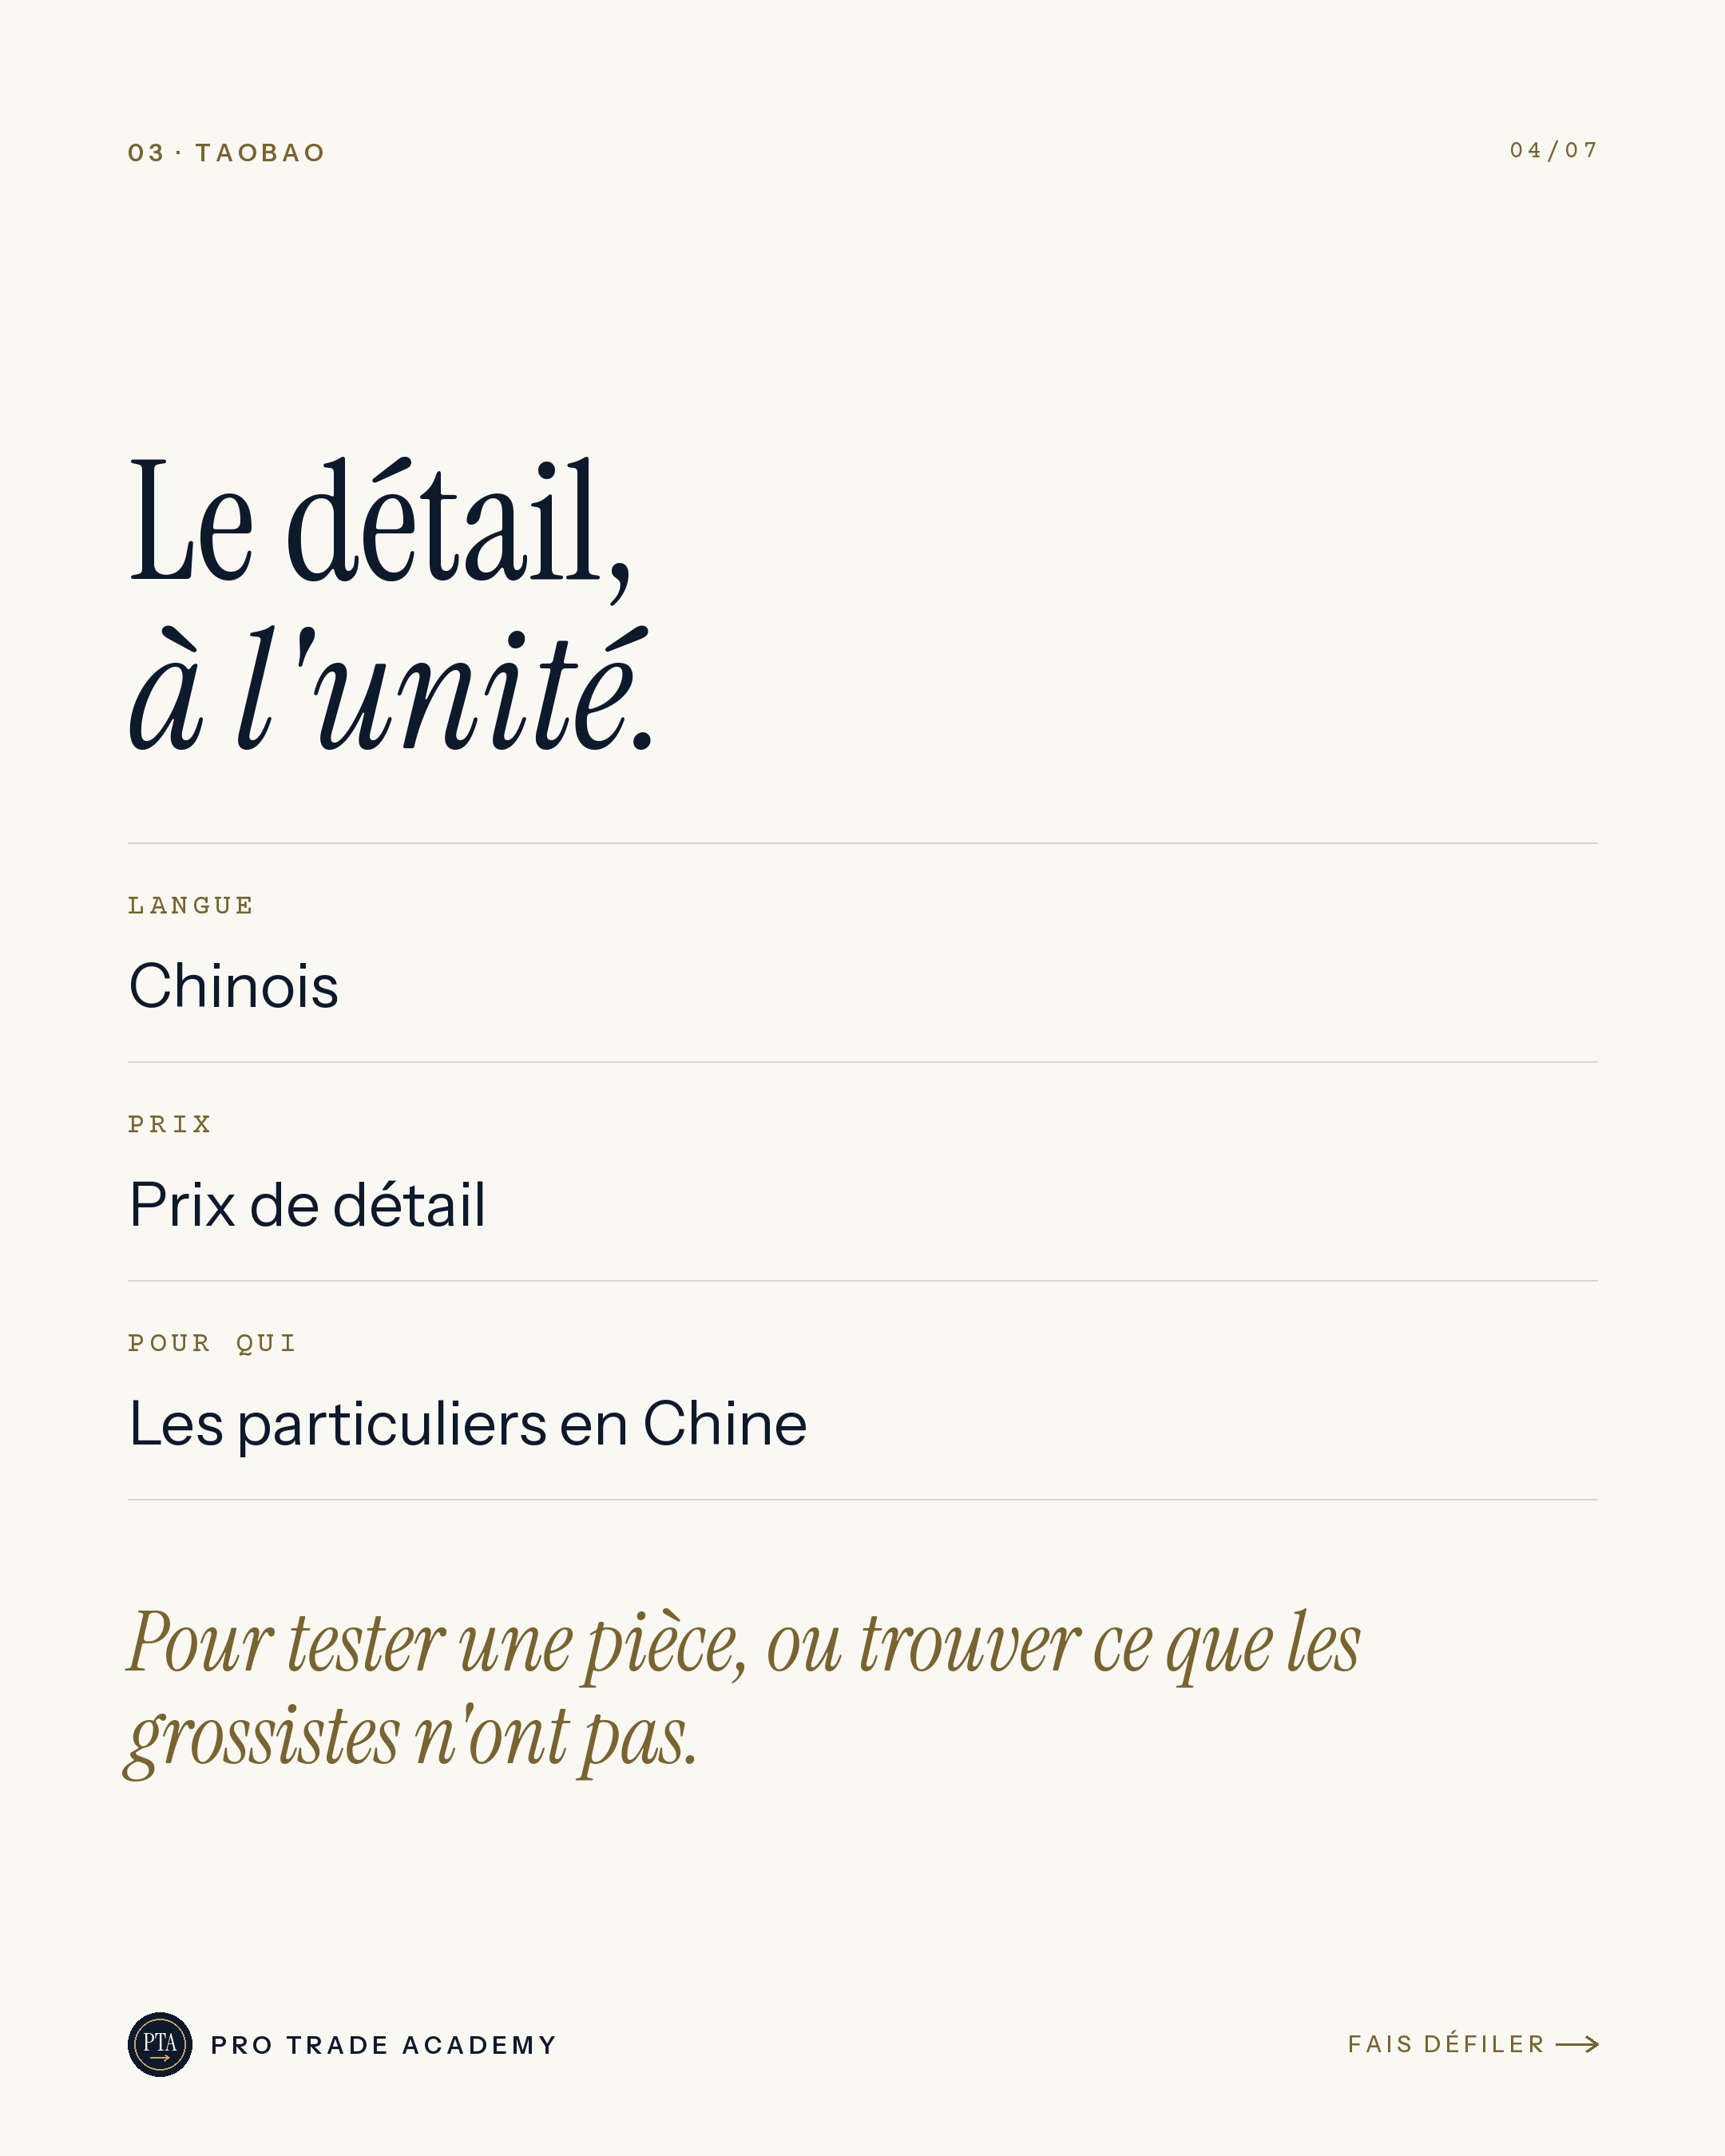 03 · TAOBAO
04/07
Le détail,
à l'unité.
LANGUE
Chinois
PRIX
Prix de détail
POUR QUI
Les particuliers en Chine
Pour tester une pièce, ou trouver ce que les
grossistes n'ont pas.
PTA
PRO TRADE ACADEMY
FAIS DÉFILER